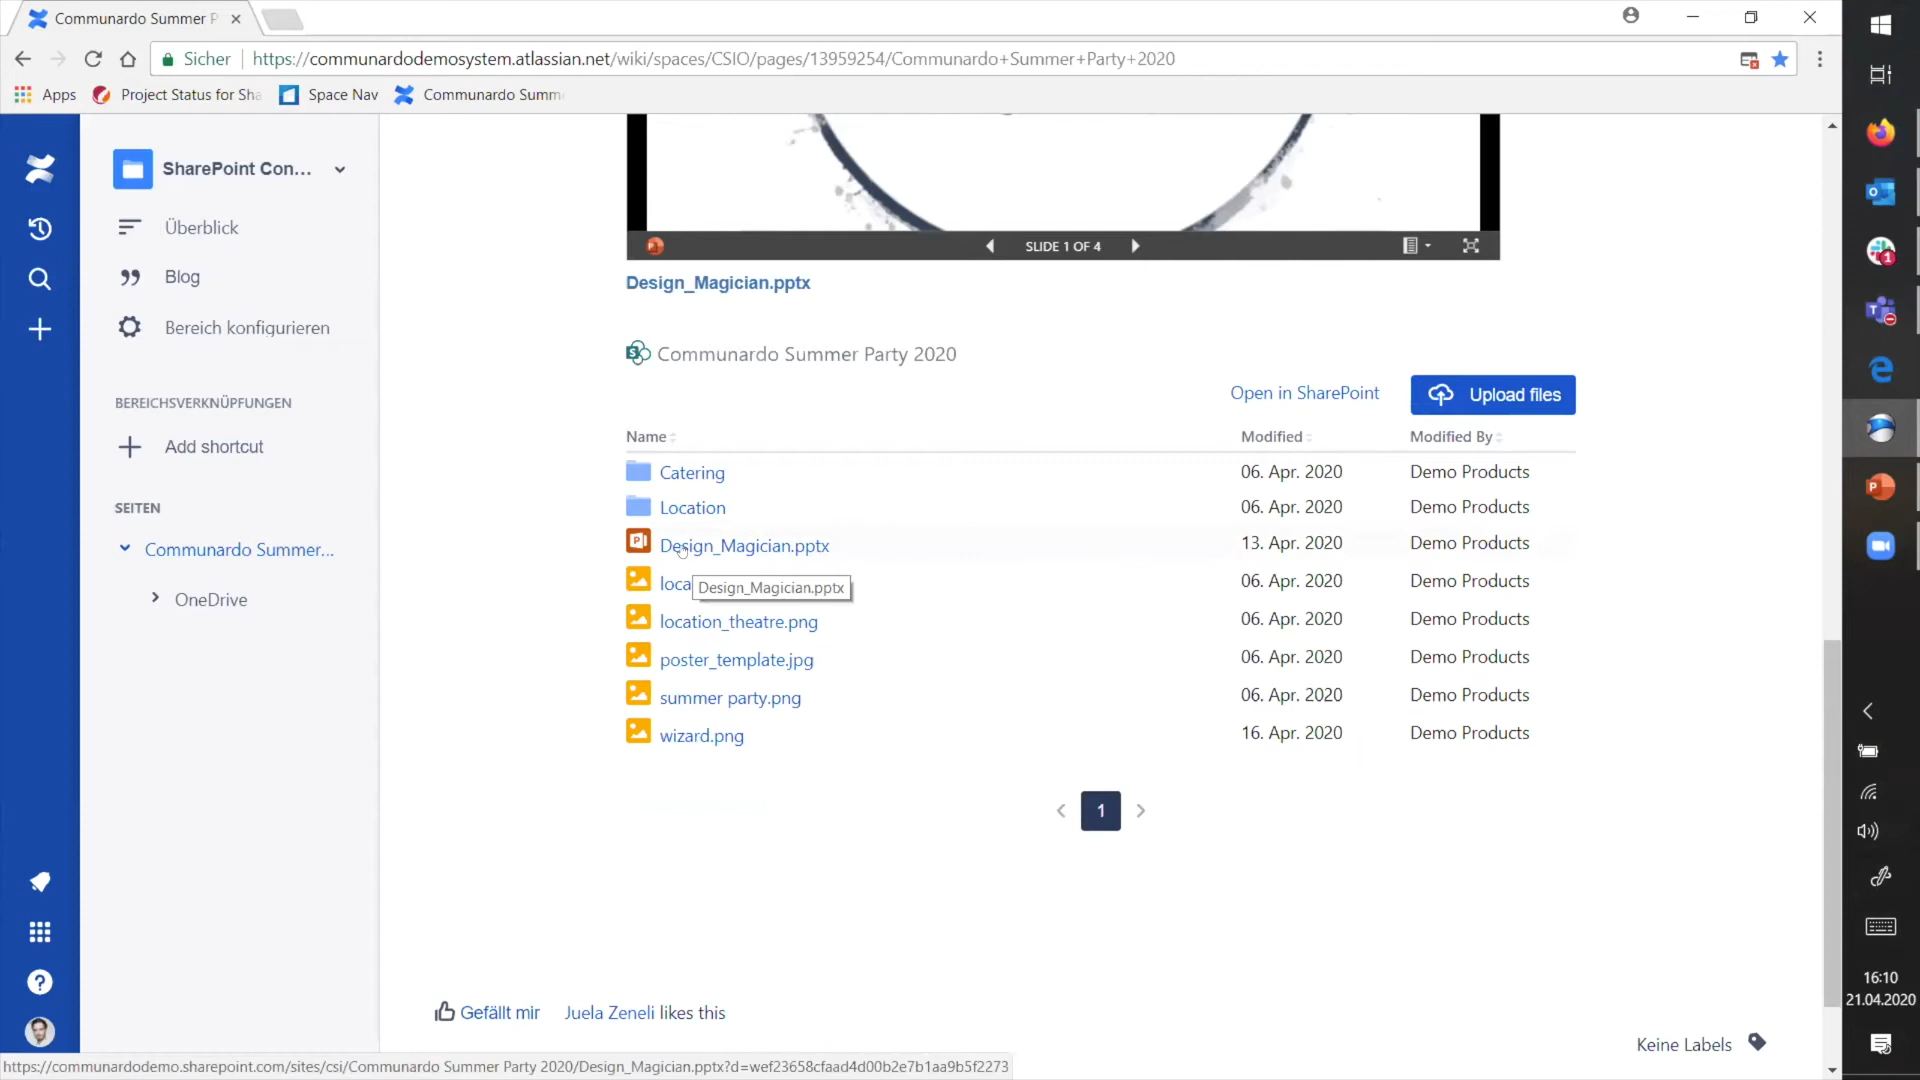 Communardo Summer P
Sicher
https://communardodemosystem.atlassian.net/wiki/spaces/CSIO/pages/13959254/Communardo+Summer+Party+2020
Apps
Project Status for Sha
Space Nav
Communardo Summ
SharePoint Con...
Überblick
Blog
Bereich konfigurieren
BEREICHSVERKNÜPFUNGEN
Add shortcut
SEITEN
Communardo Summer...
OneDrive
SLIDE 1 OF 4
Design_Magician.pptx
Communardo Summer Party 2020
Open in SharePoint
Upload files
Name Modified Modified By
Catering 06. Apr. 2020 Demo Products
Location 06. Apr. 2020 Demo Products
Design_Magician.pptx 13. Apr. 2020 Demo Products
loca 06. Apr. 2020 Demo Products
Design_Magician.pptx
location_theatre.png 06. Apr. 2020 Demo Products
poster_template.jpg 06. Apr. 2020 Demo Products
summer party.png 06. Apr. 2020 Demo Products
wizard.png 16. Apr. 2020 Demo Products
1
Gefällt mir Juela Zeneli likes this
Keine Labels
https://communardodemo.sharepoint.com/sites/csi/Communardo Summer Party 2020/Design_Magician.pptx?d=wef23658cfaad4d00b2e7b1aa9b5f2273
1
16:10
21.04.2020